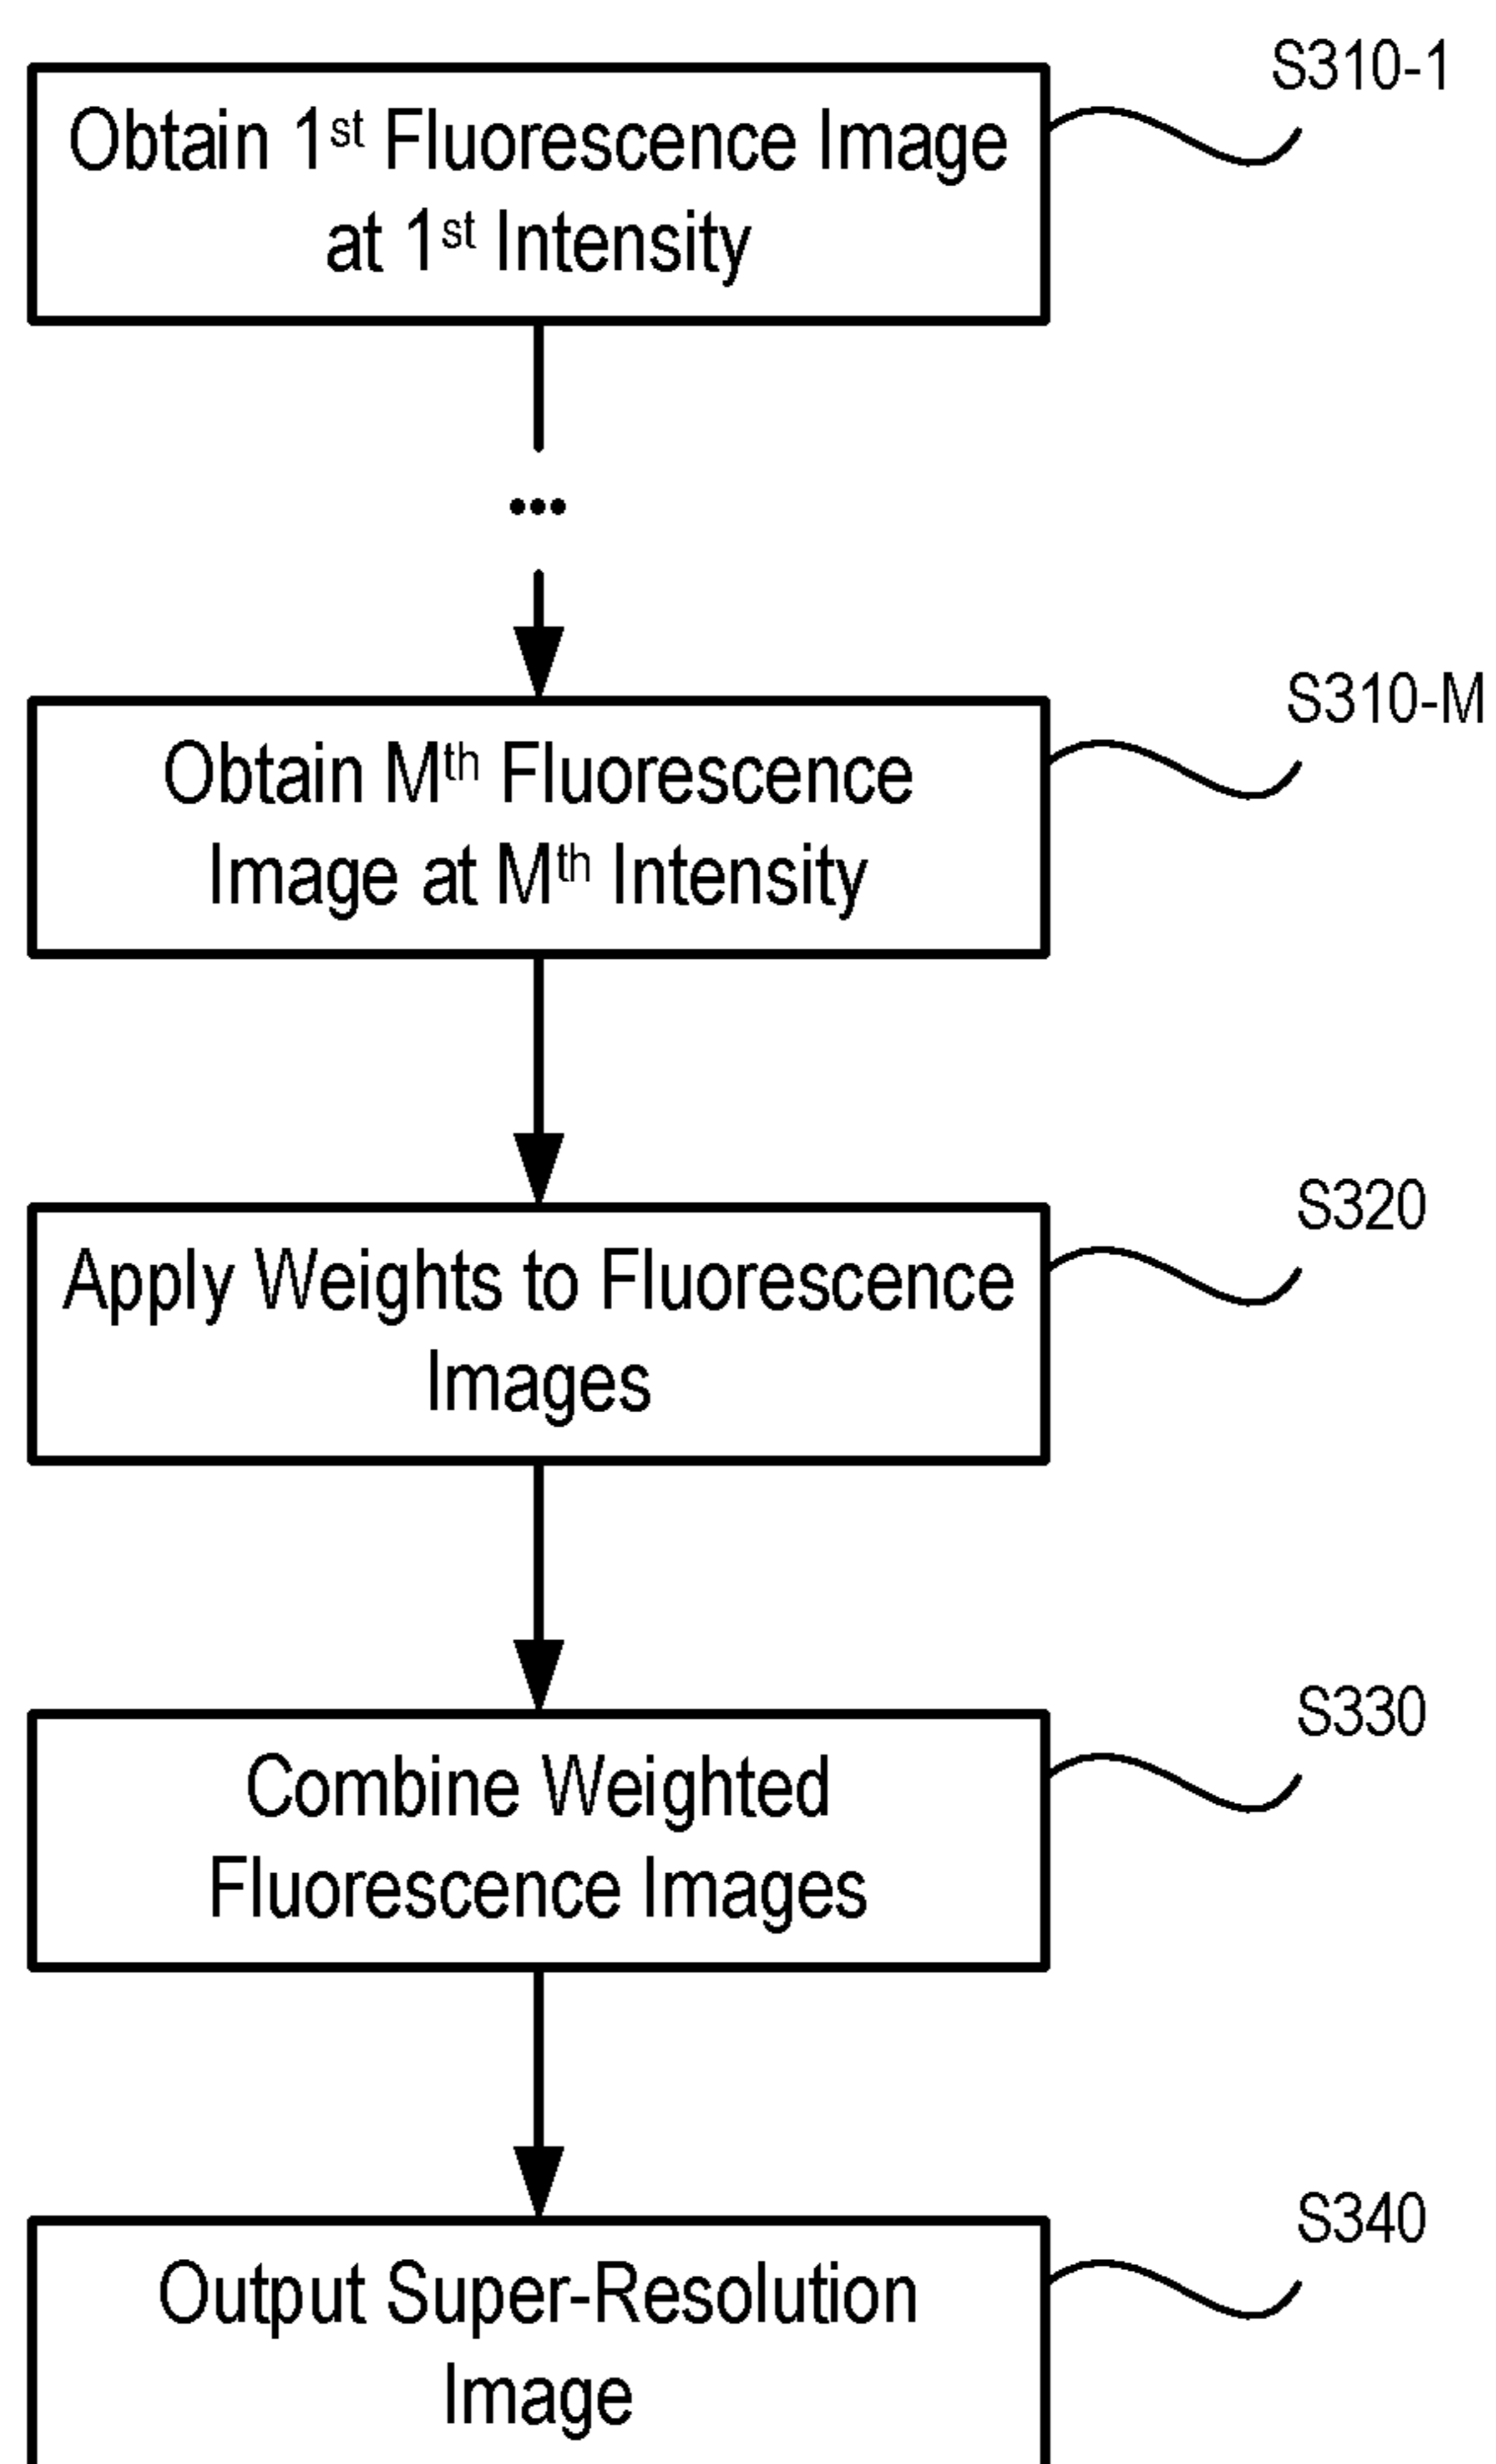 S310-1
Obtain 1st Fluorescence Image
at 1st Intensity
...
S310-M
Obtain Mth Fluorescence
Image at Mth Intensity
S320
Apply Weights to Fluorescence
Images
S330
Combine Weighted
Fluorescence Images
S340
Output Super-Resolution
Image